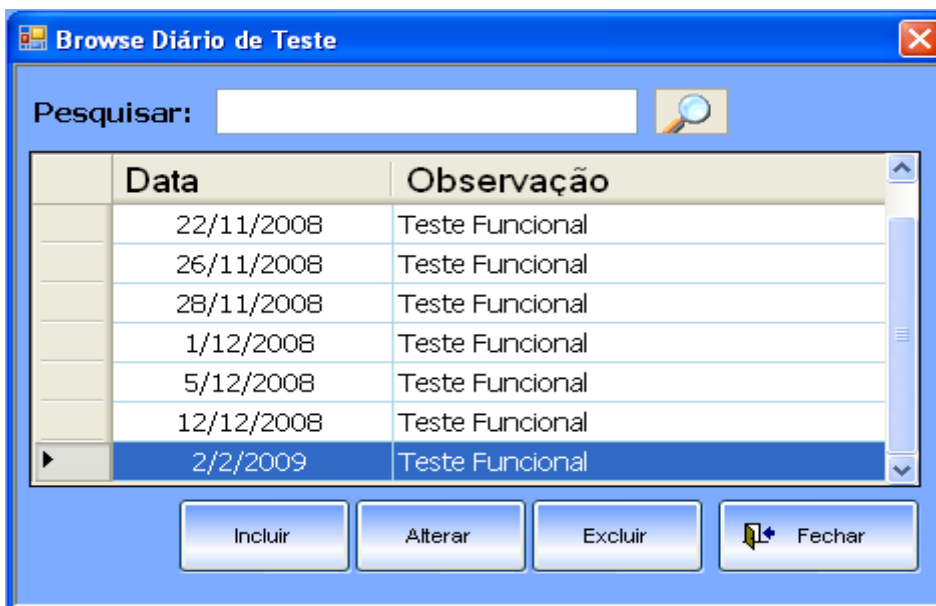 Browse Diário de Teste
Pesquisar:
Data Observação
22/11/2008 Teste Funcional
26/11/2008 Teste Funcional
28/11/2008 Teste Funcional
1/12/2008 Teste Funcional
5/12/2008 Teste Funcional
12/12/2008 Teste Funcional
2/2/2009 Teste Funcional
Incluir Alterar Excluir Fechar